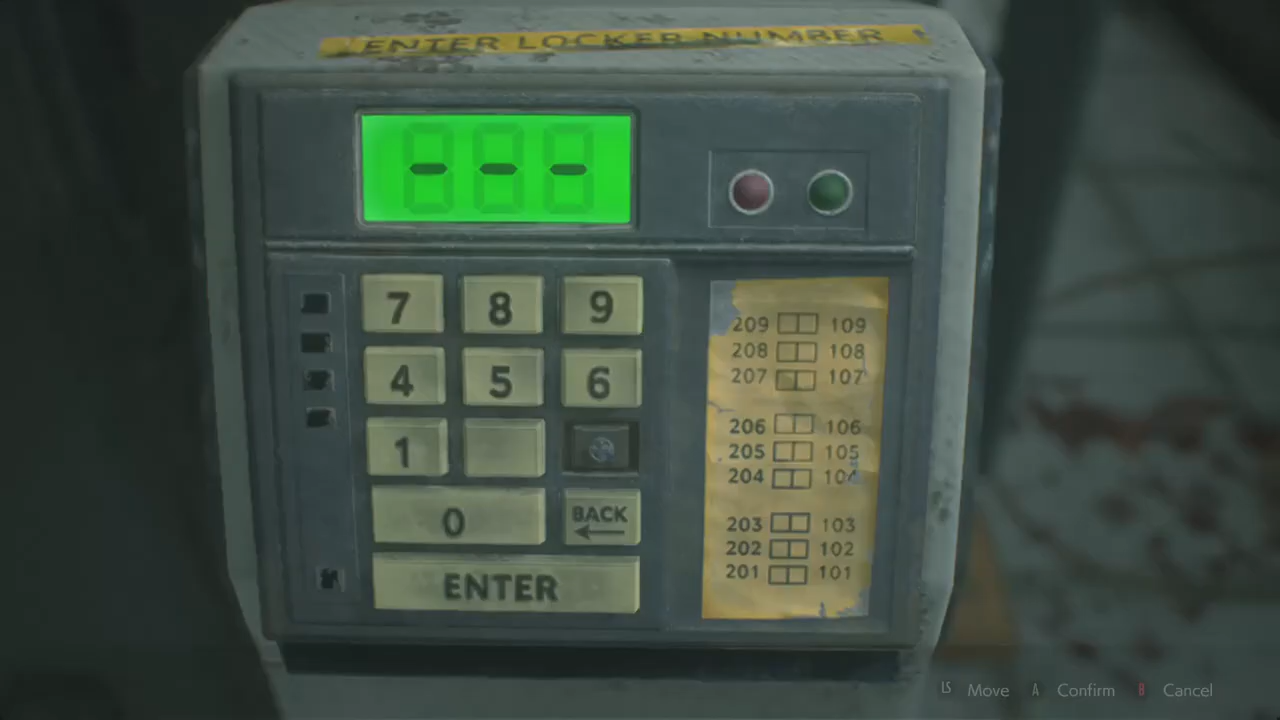 ENTER LOCKER NUMBER
- - -
7 8 9
4 5 6
1
0 BACK
ENTER
209 109
208 108
207 107
206 106
205 105
204 104
203 103
202 102
201 101
LS Move A Confirm B Cancel